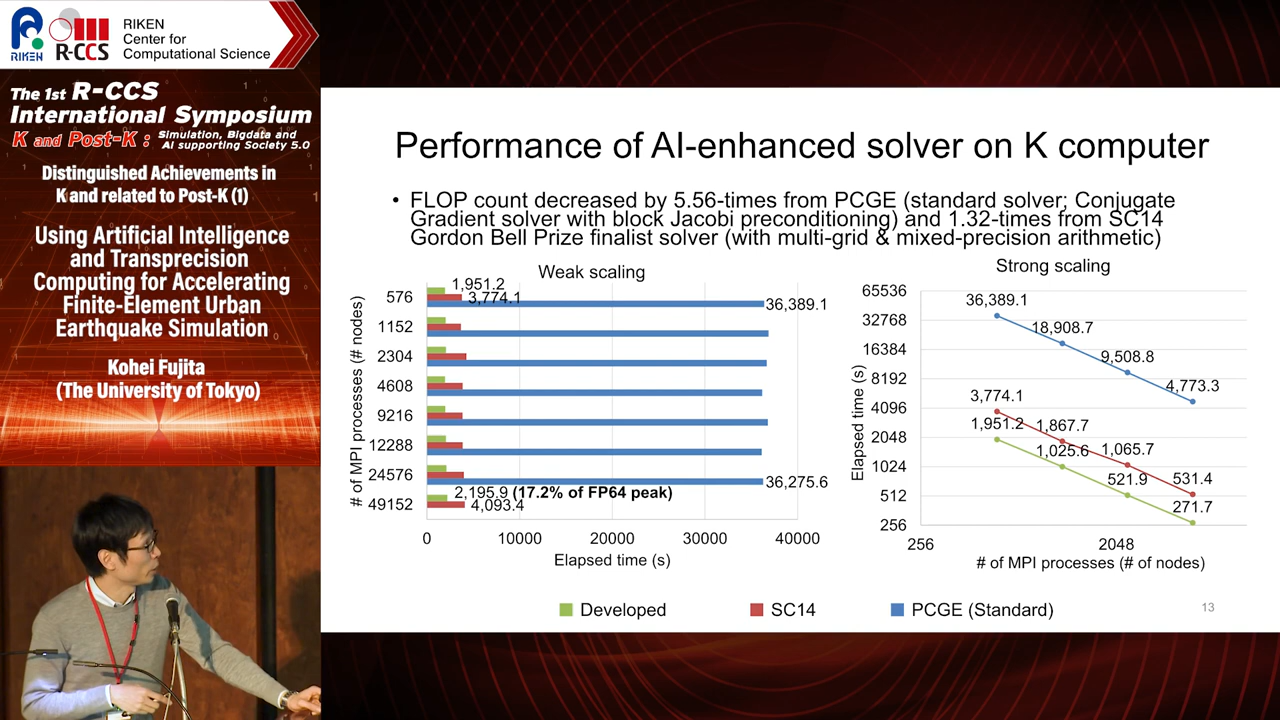 RIKEN
R-CCS
RIKEN
Center for
Computational Science
The 1st R-CCS
International Symposium
K and Post-K : Simulation, Bigdata and
AI supporting Society 5.0
Distinguished Achievements in
K and related to Post-K (1)
Using Artificial Intelligence
and Transprecision
Computing for Accelerating
Finite-Element Urban
Earthquake Simulation
Kohei Fujita
(The University of Tokyo)
Performance of AI-enhanced solver on K computer
• FLOP count decreased by 5.56-times from PCGE (standard solver; Conjugate
Gradient solver with block Jacobi preconditioning) and 1.32-times from SC14
Gordon Bell Prize finalist solver (with multi-grid & mixed-precision arithmetic)
Weak scaling
# of MPI processes (# of nodes)
576
1152
2304
4608
9216
12288
24576
49152
1,951.2
3,774.1
36,389.1
36,275.6
2,195.9 (17.2% of FP64 peak)
4,093.4
0
10000
20000
30000
40000
Elapsed time (s)
Strong scaling
Elapsed time (s)
65536
32768
16384
8192
4096
2048
1024
512
256
36,389.1
18,908.7
9,508.8
4,773.3
3,774.1
1,867.7
1,065.7
531.4
1,951.2
1,025.6
521.9
271.7
256
2048
# of MPI processes (# of nodes)
Developed
SC14
PCGE (Standard)
13